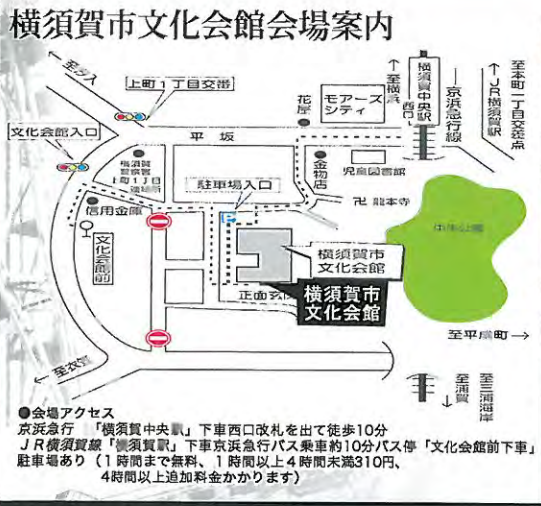 横須賀市文化会館会場案内
←至汐入
上町1丁目交番
文化会館入口
平坂
花屋
モアーズ
シティ
←至横浜
横須賀中央駅
西口
京浜急行線
←JR横須賀駅
至本町一丁目交差点
横須賀
警察署
上町1丁目
連絡所
駐車場入口
金物店
児童図書館
卍 龍本寺
信用金庫
文化会館前
P
中央公園
横須賀市
文化会館
横須賀市
文化会館
正面玄
至平成町→
←至衣笠
至浦賀
至三浦海岸
●会場アクセス
京浜急行 「横須賀中央駅」下車西口改札を出て徒歩10分
JR横須賀線「横須賀駅」下車京浜急行バス乗車約10分バス停「文化会館前下車」
駐車場あり(1時間まで無料、1時間以上4時間未満310円、
4時間以上追加料金かかります)